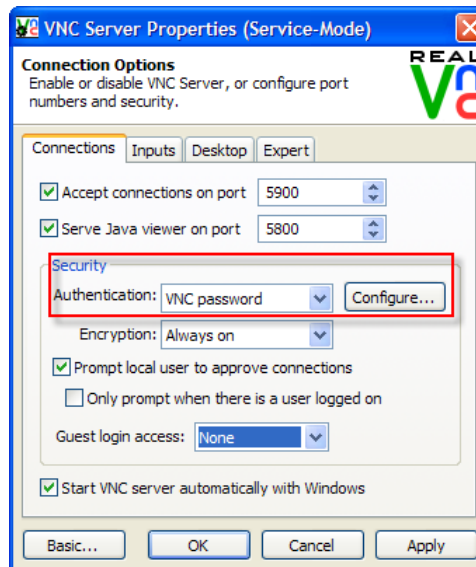 VNC Server Properties (Service-Mode)
Connection Options
Enable or disable VNC Server, or configure port
numbers and security.
REAL
VNC
Connections Inputs Desktop Expert
Accept connections on port 5900
Serve Java viewer on port 5800
Security
Authentication: VNC password Configure...
Encryption: Always on
Prompt local user to approve connections
Only prompt when there is a user logged on
Guest login access: None
Start VNC server automatically with Windows
Basic... OK Cancel Apply